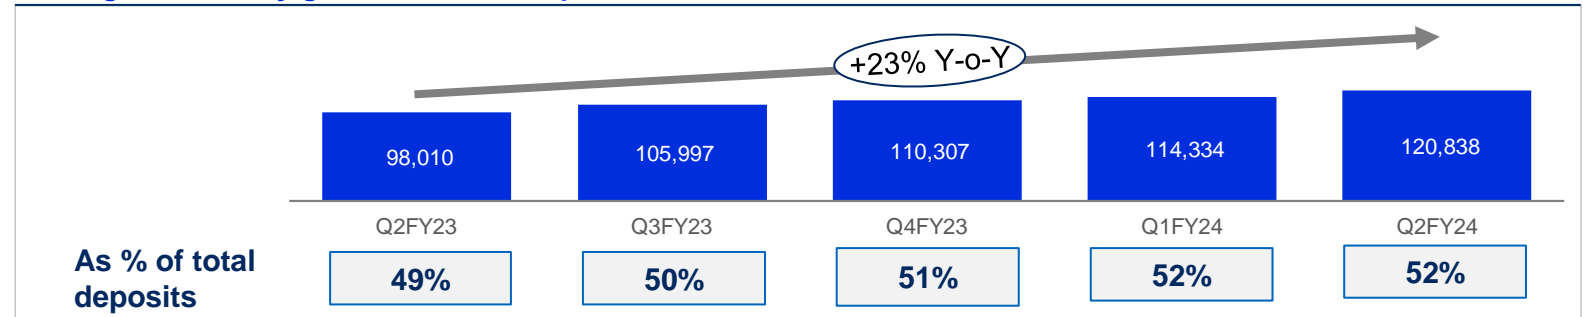 +23% Y-o-Y
98,010 105,997 110,307 114,334 120,838
Q2FY23 Q3FY23 Q4FY23 Q1FY24 Q2FY24
As % of total
deposits
49% 50% 51% 52% 52%